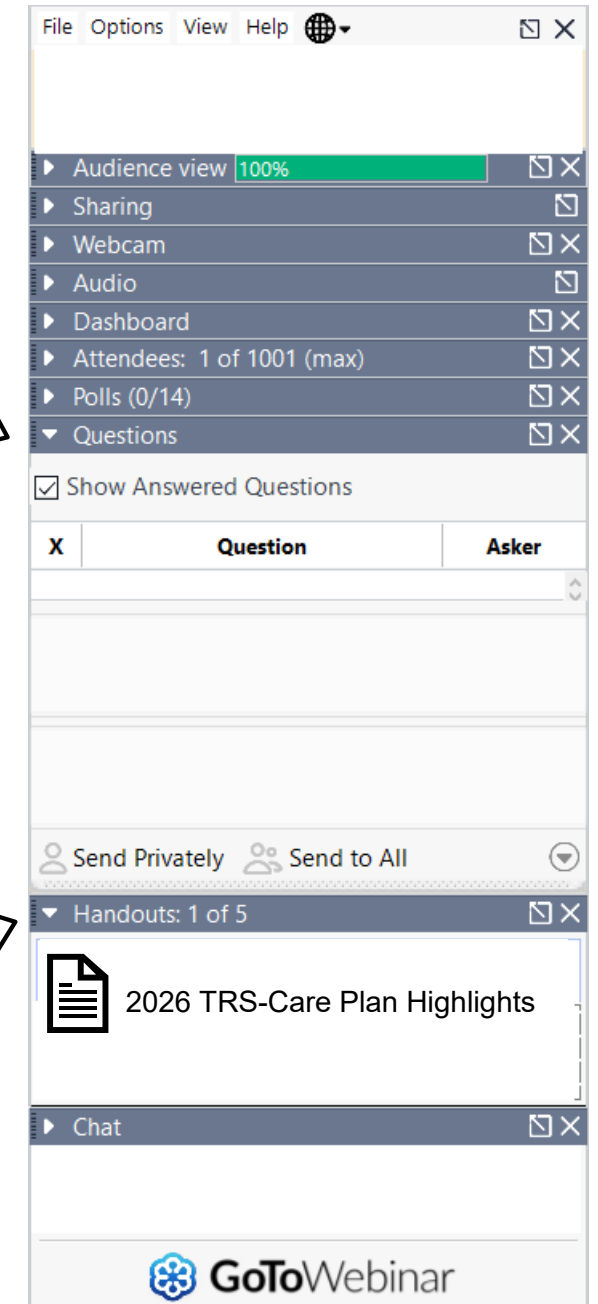 File Options View Help
Audience view 100%
Sharing
Webcam
Audio
Dashboard
Attendees: 1 of 1001 (max)
Polls (0/14)
Questions
Show Answered Questions
X Question Asker
Send Privately Send to All
Handouts: 1 of 5
2026 TRS-Care Plan Highlights
Chat
GoToWebinar